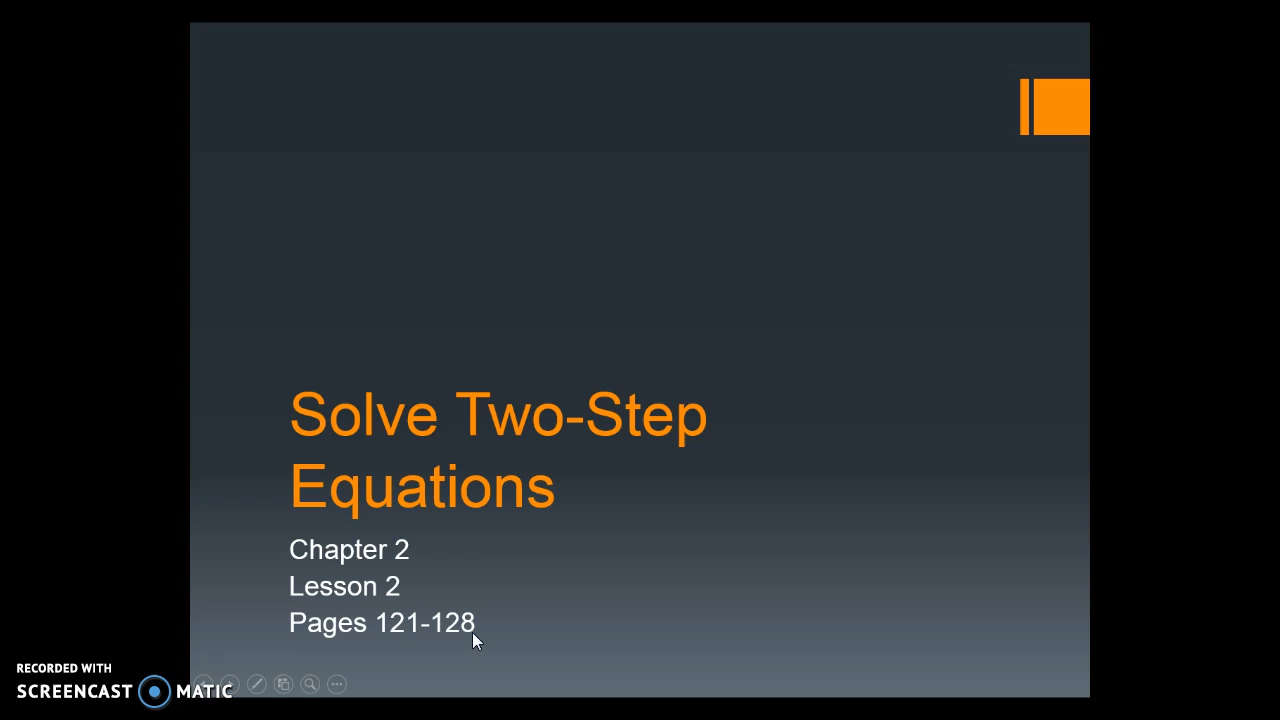 Solve Two-Step
Equations
Chapter 2
Lesson 2
Pages 121-128
RECORDED WITH
SCREENCAST MATIC